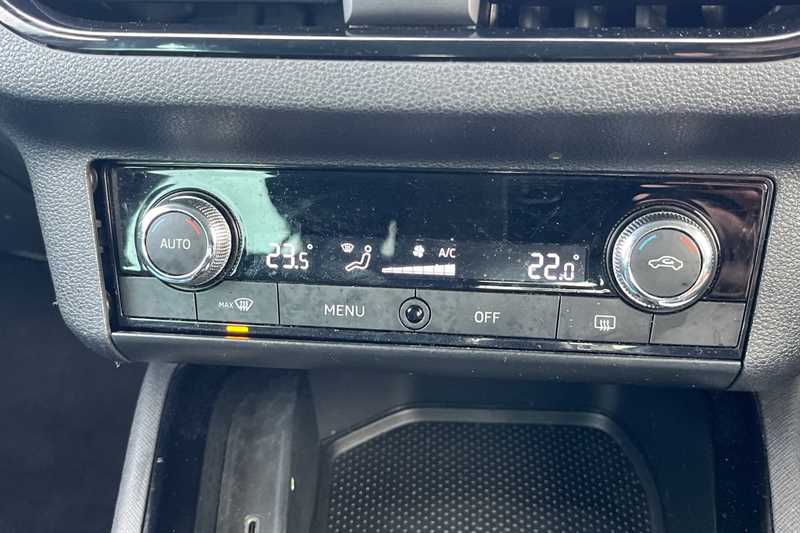 AUTO
23.5°
A/C
22.0°
MAX
MENU
OFF